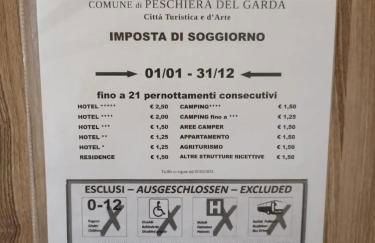 COMUNE di PESCHIERA DEL GARDA
Città Turistica e d'Arte
IMPOSTA DI SOGGIORNO
01/01 - 31/12
fino a 21 pernottamenti consecutivi
HOTEL ***** € 2,50 CAMPING**** € 1,50
HOTEL **** € 2,00 CAMPING fino a *** € 1,25
HOTEL *** € 1,50 AREE CAMPER € 1,50
HOTEL ** € 1,25 APPARTAMENTO € 1,50
HOTEL * € 1,25 AGRITURISMO € 1,50
RESIDENCE € 1,50 ALTRE STRUTTURE RICETTIVE € 1,50
ESCLUSI - AUSGESCHLOSSEN - EXCLUDED
0-12 H